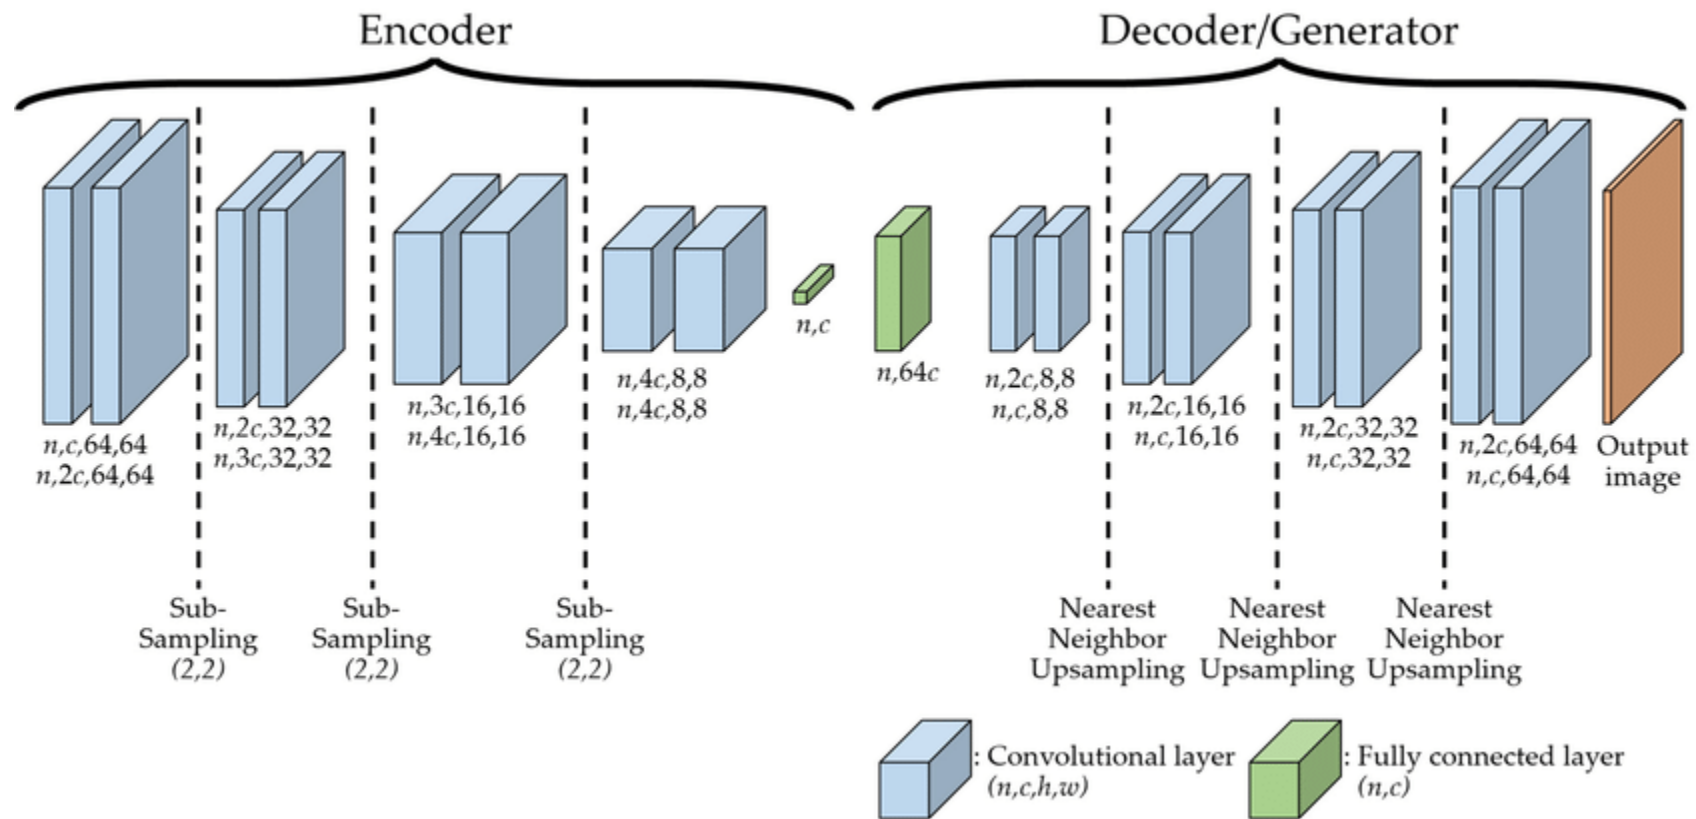 Encoder
Decoder/Generator
n,c,64,64
n,2c,64,64
n,2c,32,32
n,3c,32,32
n,3c,16,16
n,4c,16,16
n,4c,8,8
n,4c,8,8
n,c
n,64c
n,2c,8,8
n,c,8,8
n,2c,16,16
n,c,16,16
n,2c,32,32
n,c,32,32
n,2c,64,64
n,c,64,64
Output
image
Sub-
Sampling
(2,2)
Sub-
Sampling
(2,2)
Sub-
Sampling
(2,2)
Nearest
Neighbor
Upsampling
Nearest
Neighbor
Upsampling
Nearest
Neighbor
Upsampling
: Convolutional layer
(n,c,h,w)
: Fully connected layer
(n,c)